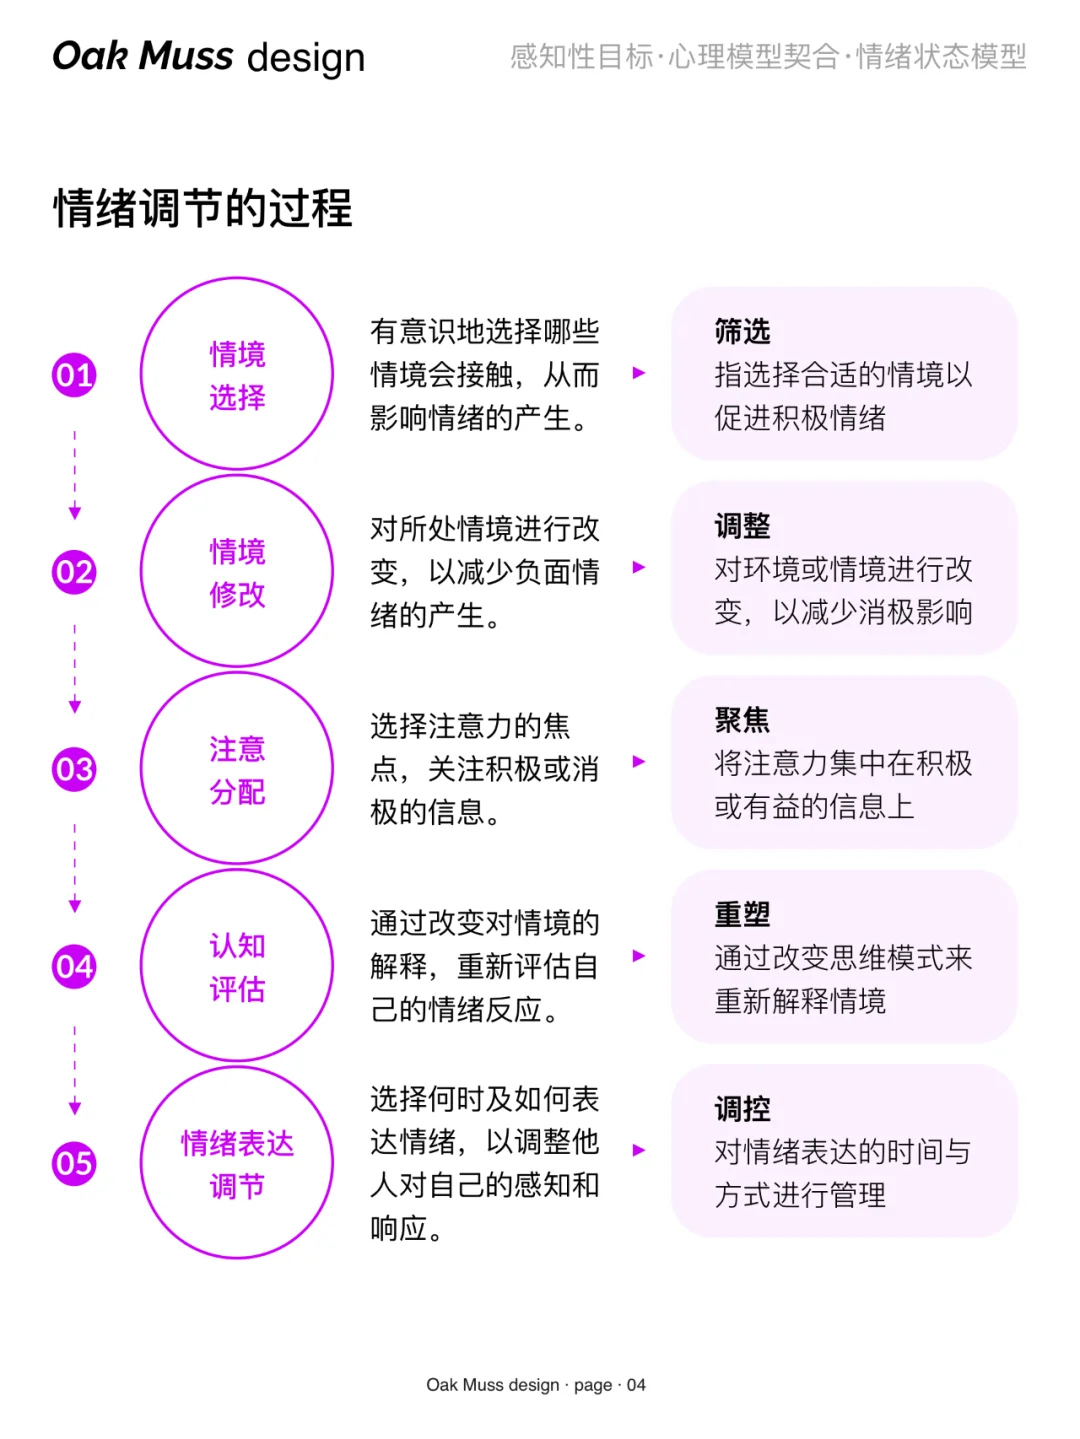 Oak Muss design
感知性目标·心理模型契合·情绪状态模型
情绪调节的过程
01
情境
选择
有意识地选择哪些
情境会接触，从而
影响情绪的产生。
筛选
指选择合适的情境以
促进积极情绪
02
情境
修改
对所处情境进行改
变，以减少负面情
绪的产生。
调整
对环境或情境进行改
变，以减少消极影响
03
注意
分配
选择注意力的焦
点，关注积极或消
极的信息。
聚焦
将注意力集中在积极
或有益的信息上
04
认知
评估
通过改变对情境的
解释，重新评估自
己的情绪反应。
重塑
通过改变思维模式来
重新解释情境
05
情绪表达
调节
选择何时及如何表
达情绪，以调整他
人对自己的感知和
响应。
调控
对情绪表达的时间与
方式进行管理
Oak Muss design · page · 04